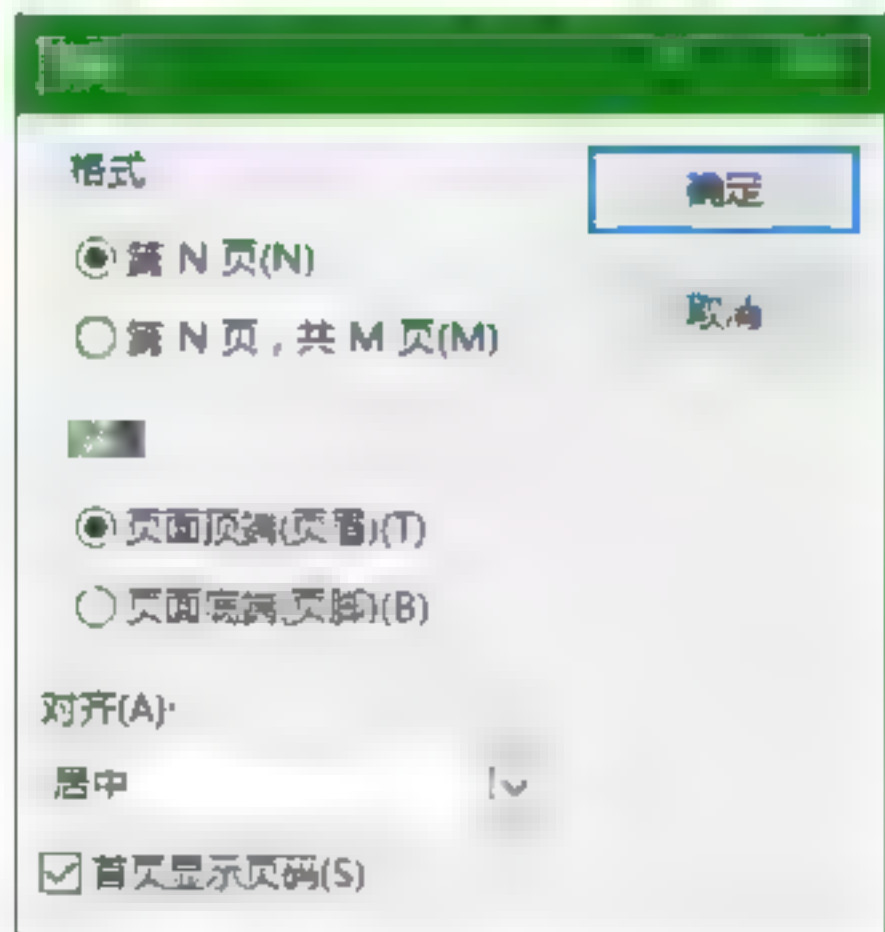 格式
确定
第 N 页(N)
取消
第 N 页，共 M 页(M)
页面顶端(页眉)(T)
页面底端(页脚)(B)
对齐(A):
居中
首页显示页码(S)